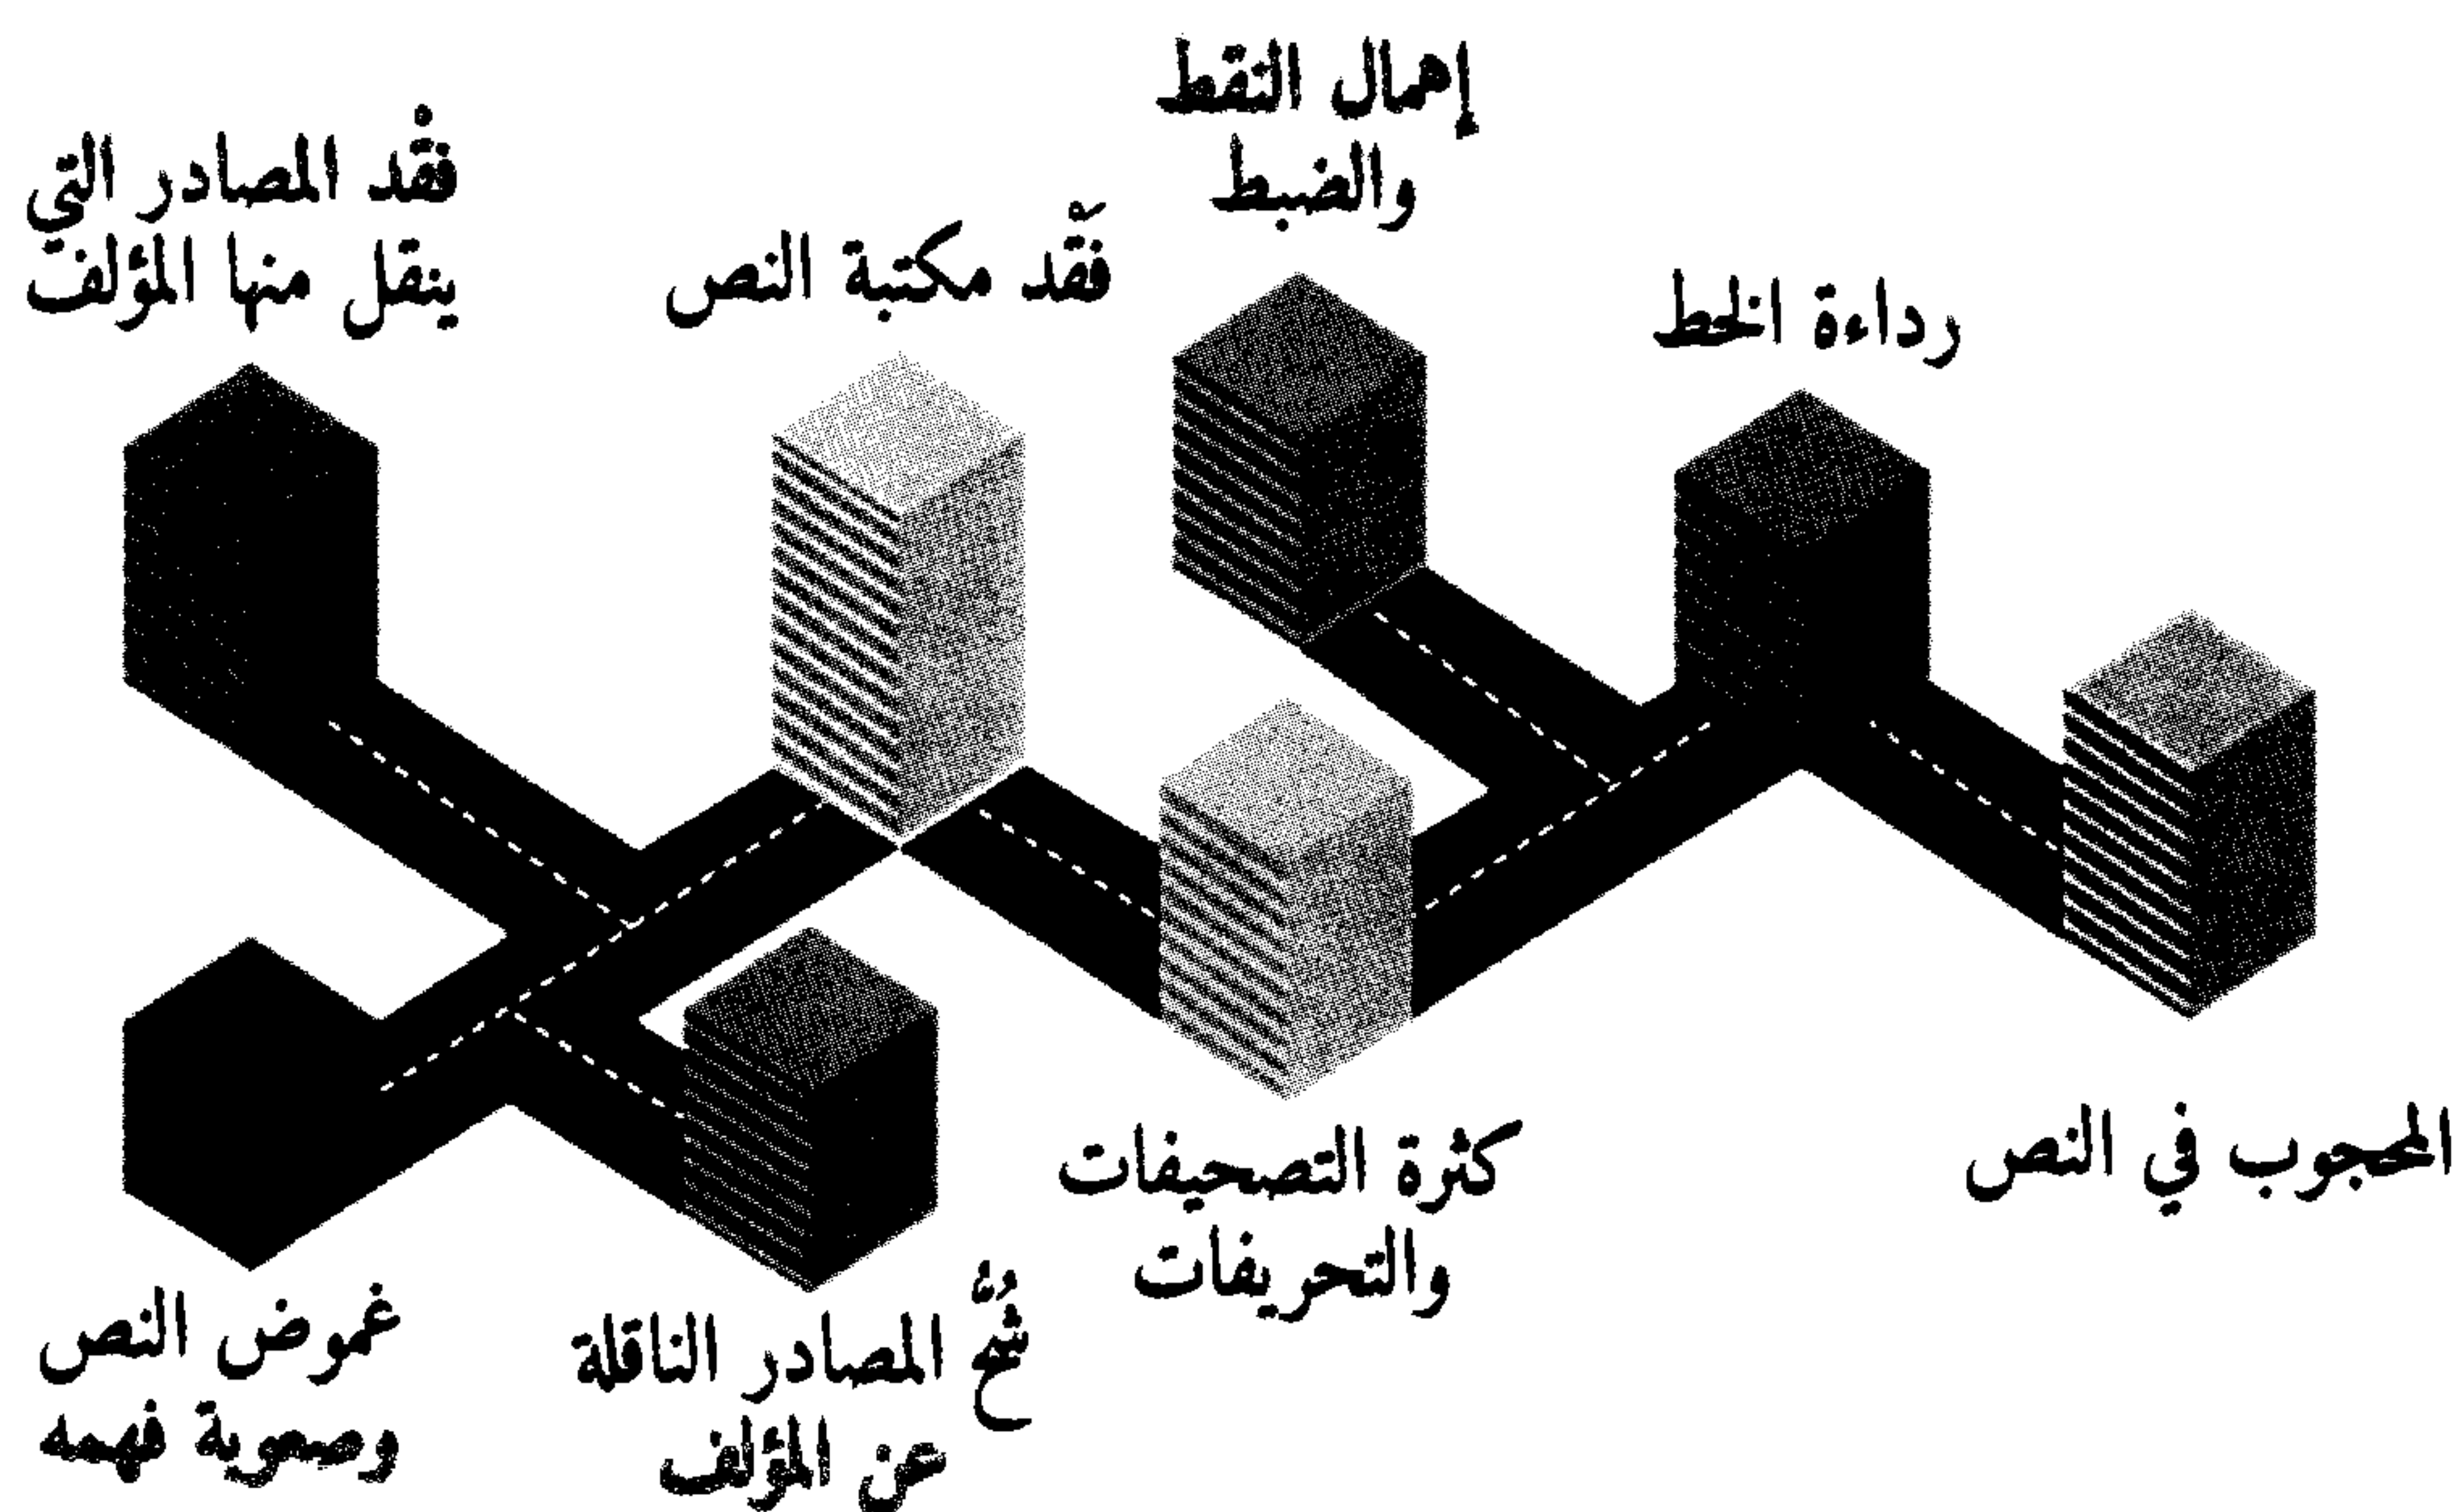 إهمال النقط
والضبط
رداءة الخط
فقْد مكتبة النص
فقْد المصادر التي
ينقل منها المؤلف
المحجوب في النص
كثرة التصحيفات
والتحريفات
شُحُّ المصادر الناقلة
عن المؤلف
غموض النص
وصعوبة فهمه